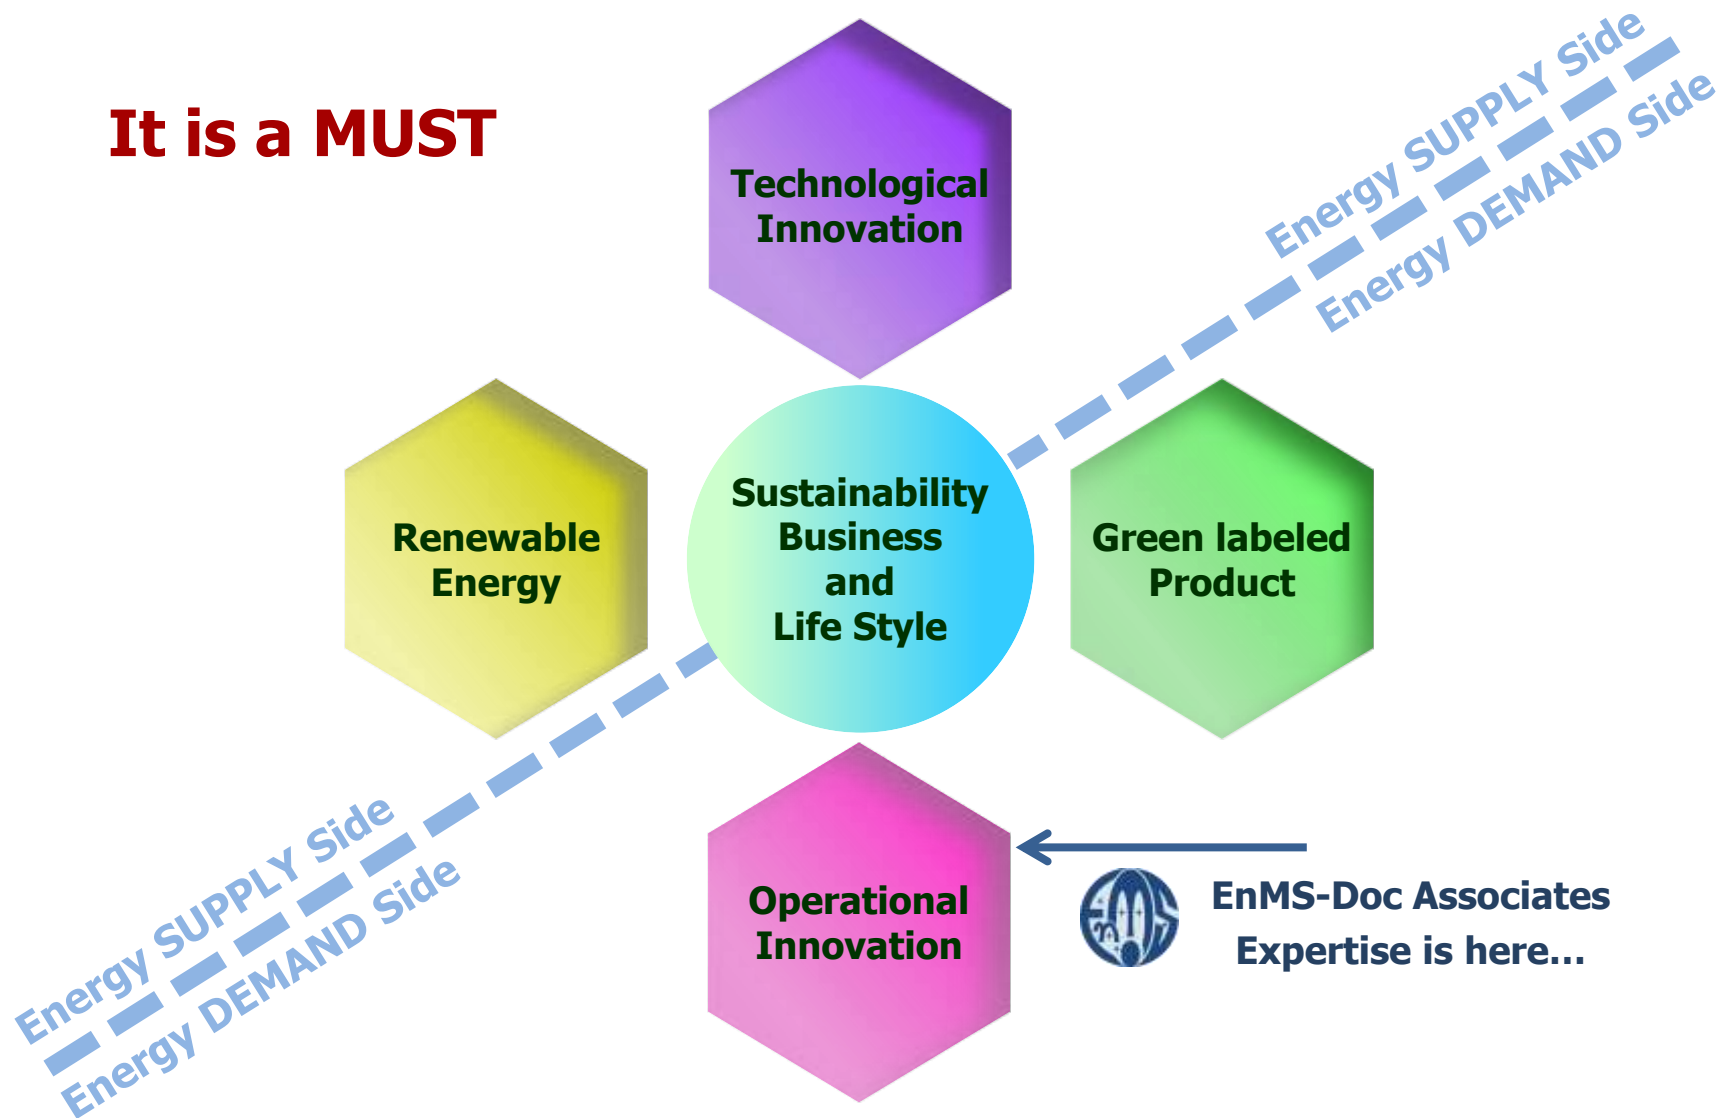 It is a MUST
Technological
Innovation
Energy SUPPLY Side
Energy DEMAND Side
Renewable
Energy
Sustainability
Business
and
Life Style
Green labeled
Product
Energy SUPPLY Side
Energy DEMAND Side
Operational
Innovation
EnMS-Doc Associates
Expertise is here...